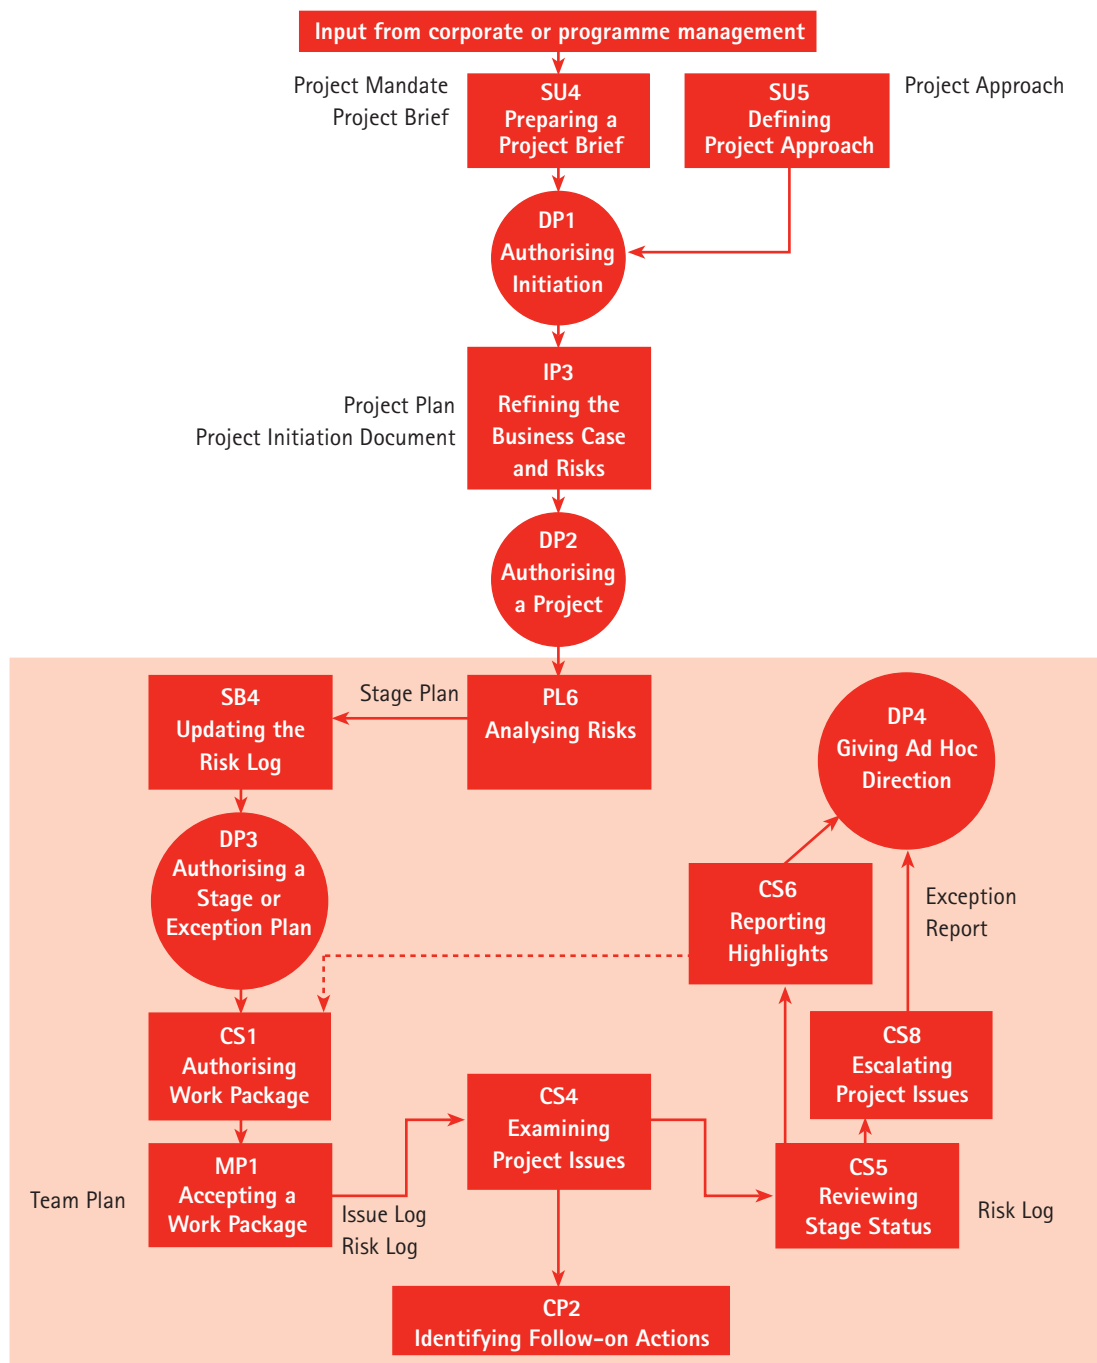 Input from corporate or programme management
Project Mandate
Project Brief
SU4
Preparing a
Project Brief
SU5
Defining
Project Approach
Project Approach
DP1
Authorising
Initiation
Project Plan
Project Initiation Document
IP3
Refining the
Business Case
and Risks
DP2
Authorising
a Project
SB4
Updating the
Risk Log
Stage Plan
PL6
Analysing Risks
DP4
Giving Ad Hoc
Direction
DP3
Authorising a
Stage or
Exception Plan
CS6
Reporting
Highlights
Exception
Report
CS1
Authorising
Work Package
CS8
Escalating
Project Issues
CS4
Examining
Project Issues
Team Plan
MP1
Accepting a
Work Package
Issue Log
Risk Log
CS5
Reviewing
Stage Status
Risk Log
CP2
Identifying Follow-on Actions